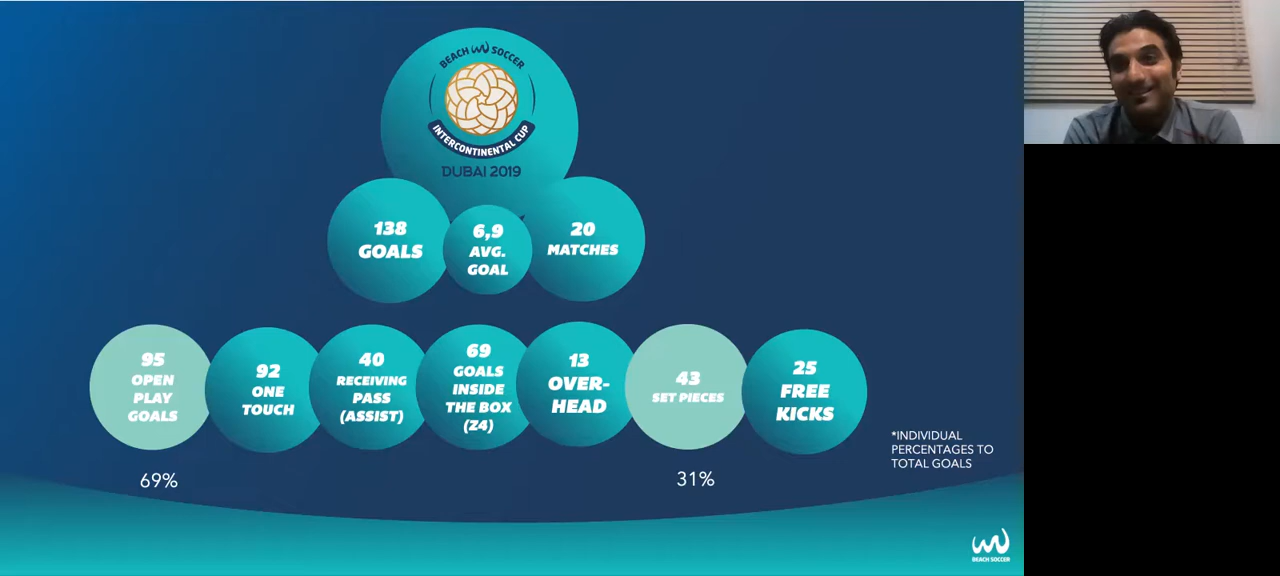 BEACH SOCCER
INTERCONTINENTAL CUP
DUBAI 2019
138
GOALS
6,9
AVG.
GOAL
20
MATCHES
95
OPEN
PLAY
GOALS
92
ONE
TOUCH
40
RECEIVING
PASS
(ASSIST)
69
GOALS
INSIDE
THE BOX
(Z4)
13
OVER-
HEAD
43
SET PIECES
25
FREE
KICKS
69%
31%
*INDIVIDUAL
PERCENTAGES TO
TOTAL GOALS
BEACH SOCCER